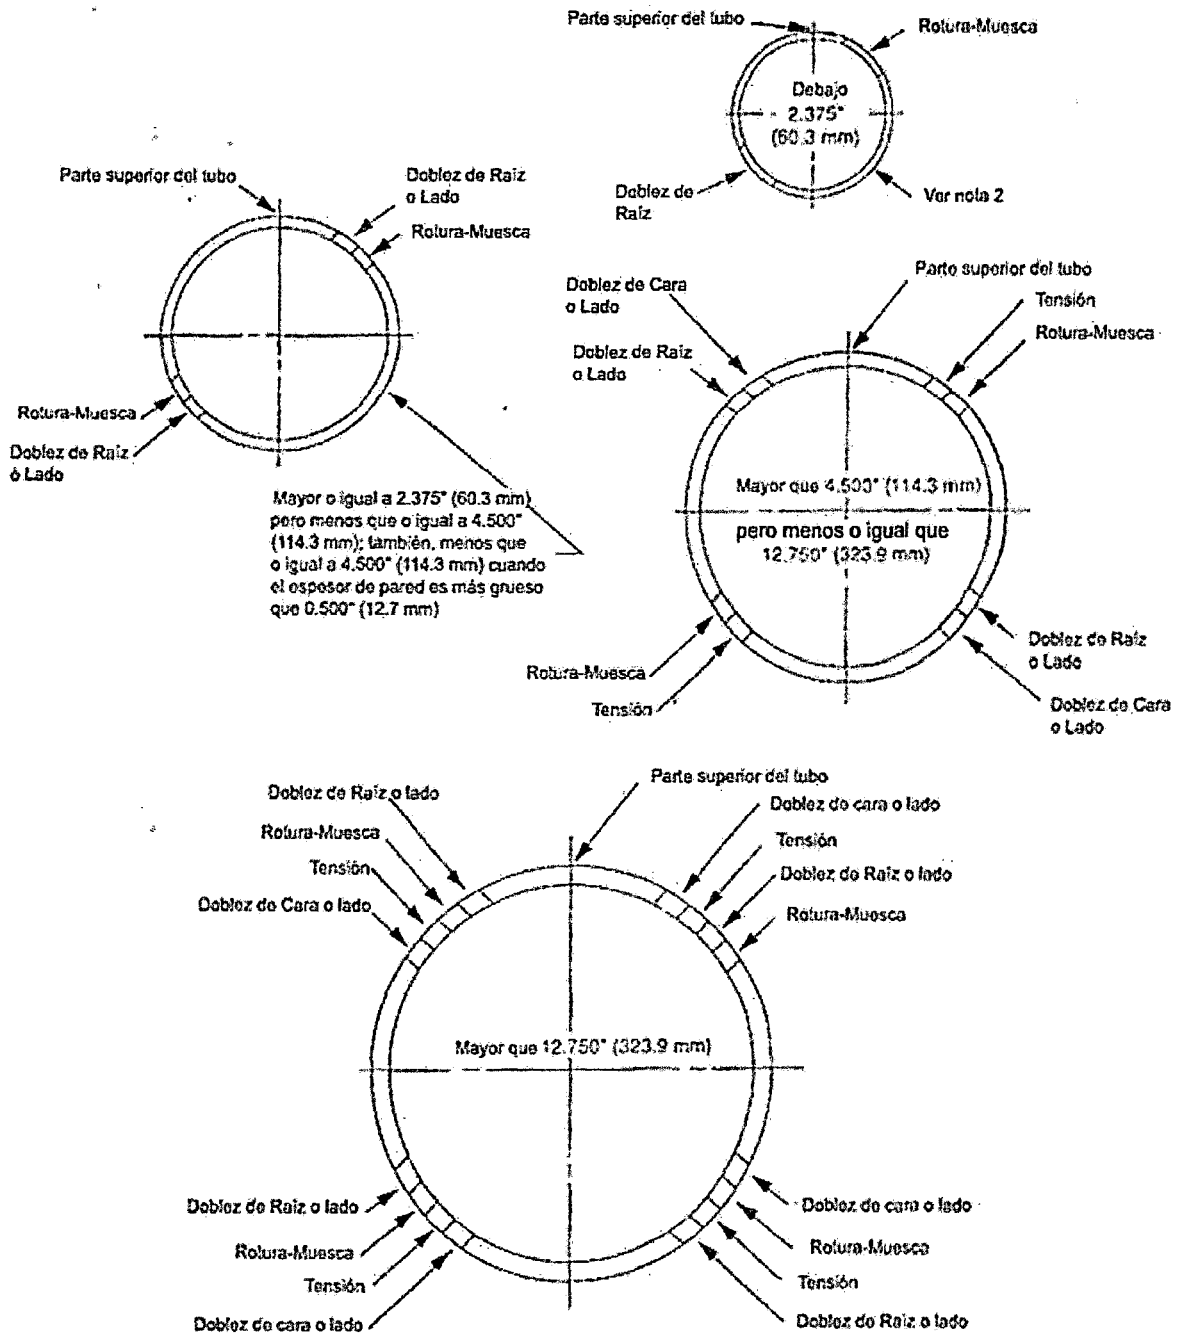 Parte superior del tubo
Rotura-Muesca
Debajo
2.375"
(60.3 mm)
Doblez de
Raíz
Ver nota 2
Parte superior del tubo
Doblez de Raíz
o Lado
Rotura-Muesca
Rotura-Muesca
Doblez de Raíz
ó Lado
Mayor o igual a 2.375" (60.3 mm)
pero menos que o igual a 4.500"
(114.3 mm); también, menos que
o igual a 4.500" (114.3 mm) cuando
el espesor de pared es más grueso
que 0.500" (12.7 mm)
Doblez de Cara
o Lado
Doblez de Raíz
o Lado
Parte superior del tubo
Tensión
Rotura-Muesca
Mayor que 4.500" (114.3 mm)
pero menos o igual que
12.750" (323.9 mm)
Rotura-Muesca
Tensión
Doblez de Raíz
o Lado
Doblez de Cara
o Lado
Parte superior del tubo
Doblez de Raíz o lado
Rotura-Muesca
Tensión
Doblez de Cara o lado
Doblez de cara o lado
Tensión
Doblez de Raíz o lado
Rotura-Muesca
Mayor que 12.750" (323.9 mm)
Doblez de Raíz o lado
Rotura-Muesca
Tensión
Doblez de cara o lado
Doblez de cara o lado
Rotura-Muesca
Tensión
Doblez de Raíz o lado